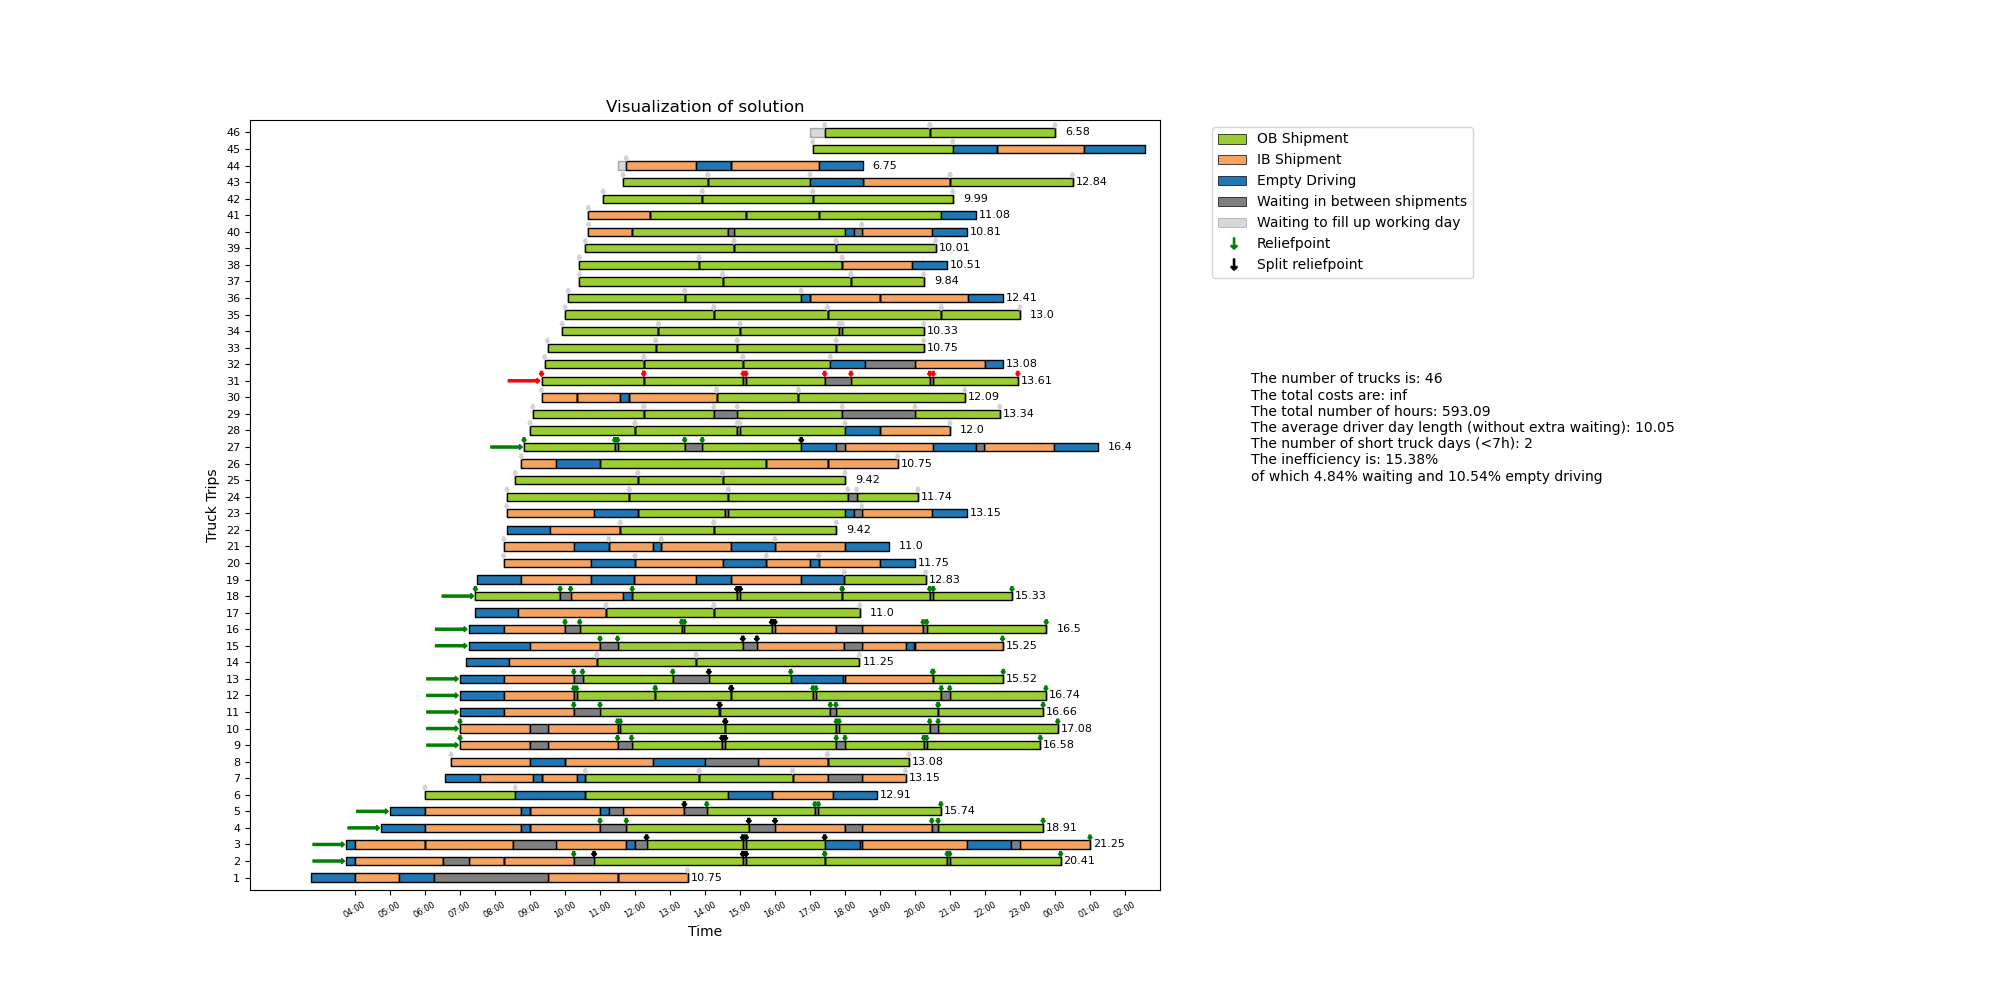 Visualization of solution
46 6.58
45
44 6.75
43 12.84
42 9.99
41 11.08
40 10.81
39 10.01
38 10.51
37 9.84
36 12.41
35 13.0
34 10.33
33 10.75
32 13.08
31 13.61
30 12.09
29 13.34
28 12.0
27 16.4
26 10.75
25 9.42
24 11.74
23 13.15
22 9.42
21 11.0
20 11.75
19 12.83
18 15.33
17 11.0
16 16.5
15 15.25
14 11.25
13 15.52
12 16.74
11 16.66
10 17.08
9 16.58
8 13.08
7 13.15
6 12.91
5 15.74
4 18.91
3 21.25
2 20.41
1 10.75
Truck Trips
04:00 05:00 06:00 07:00 08:00 09:00 10:00 11:00 12:00 13:00 14:00 15:00 16:00 17:00 18:00 19:00 20:00 21:00 22:00 23:00 00:00 01:00 02:00
Time
OB Shipment
IB Shipment
Empty Driving
Waiting in between shipments
Waiting to fill up working day
Reliefpoint
Split reliefpoint
The number of trucks is: 46
The total costs are: inf
The total number of hours: 593.09
The average driver day length (without extra waiting): 10.05
The number of short truck days (<7h): 2
The inefficiency is: 15.38%
of which 4.84% waiting and 10.54% empty driving